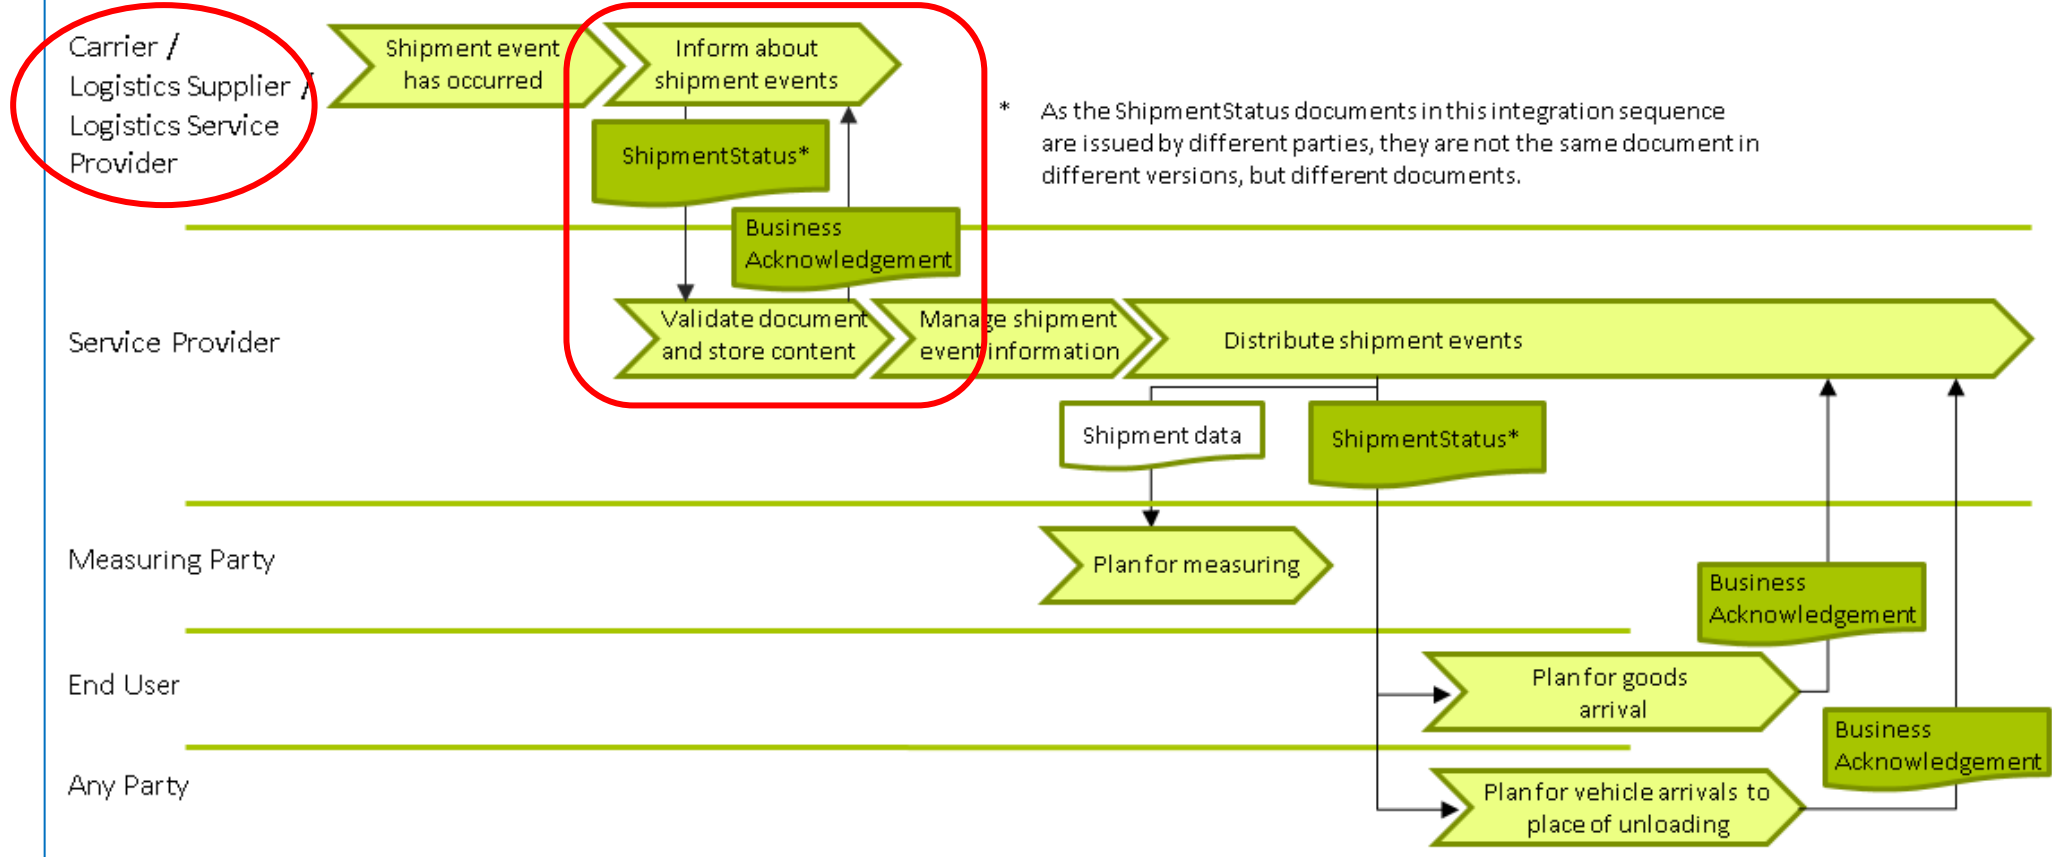 Carrier /
Logistics Supplier /
Logistics Service
Provider
Shipment event
has occurred
Inform about
shipment events
ShipmentStatus*
Business
Acknowledgement
* As the ShipmentStatus documents in this integration sequence
are issued by different parties, they are not the same document in
different versions, but different documents.
Service Provider
Validate document
and store content
Manage shipment
event information
Distribute shipment events
Shipment data
ShipmentStatus*
Measuring Party
Plan for measuring
Business
Acknowledgement
End User
Plan for goods
arrival
Business
Acknowledgement
Any Party
Plan for vehicle arrivals to
place of unloading